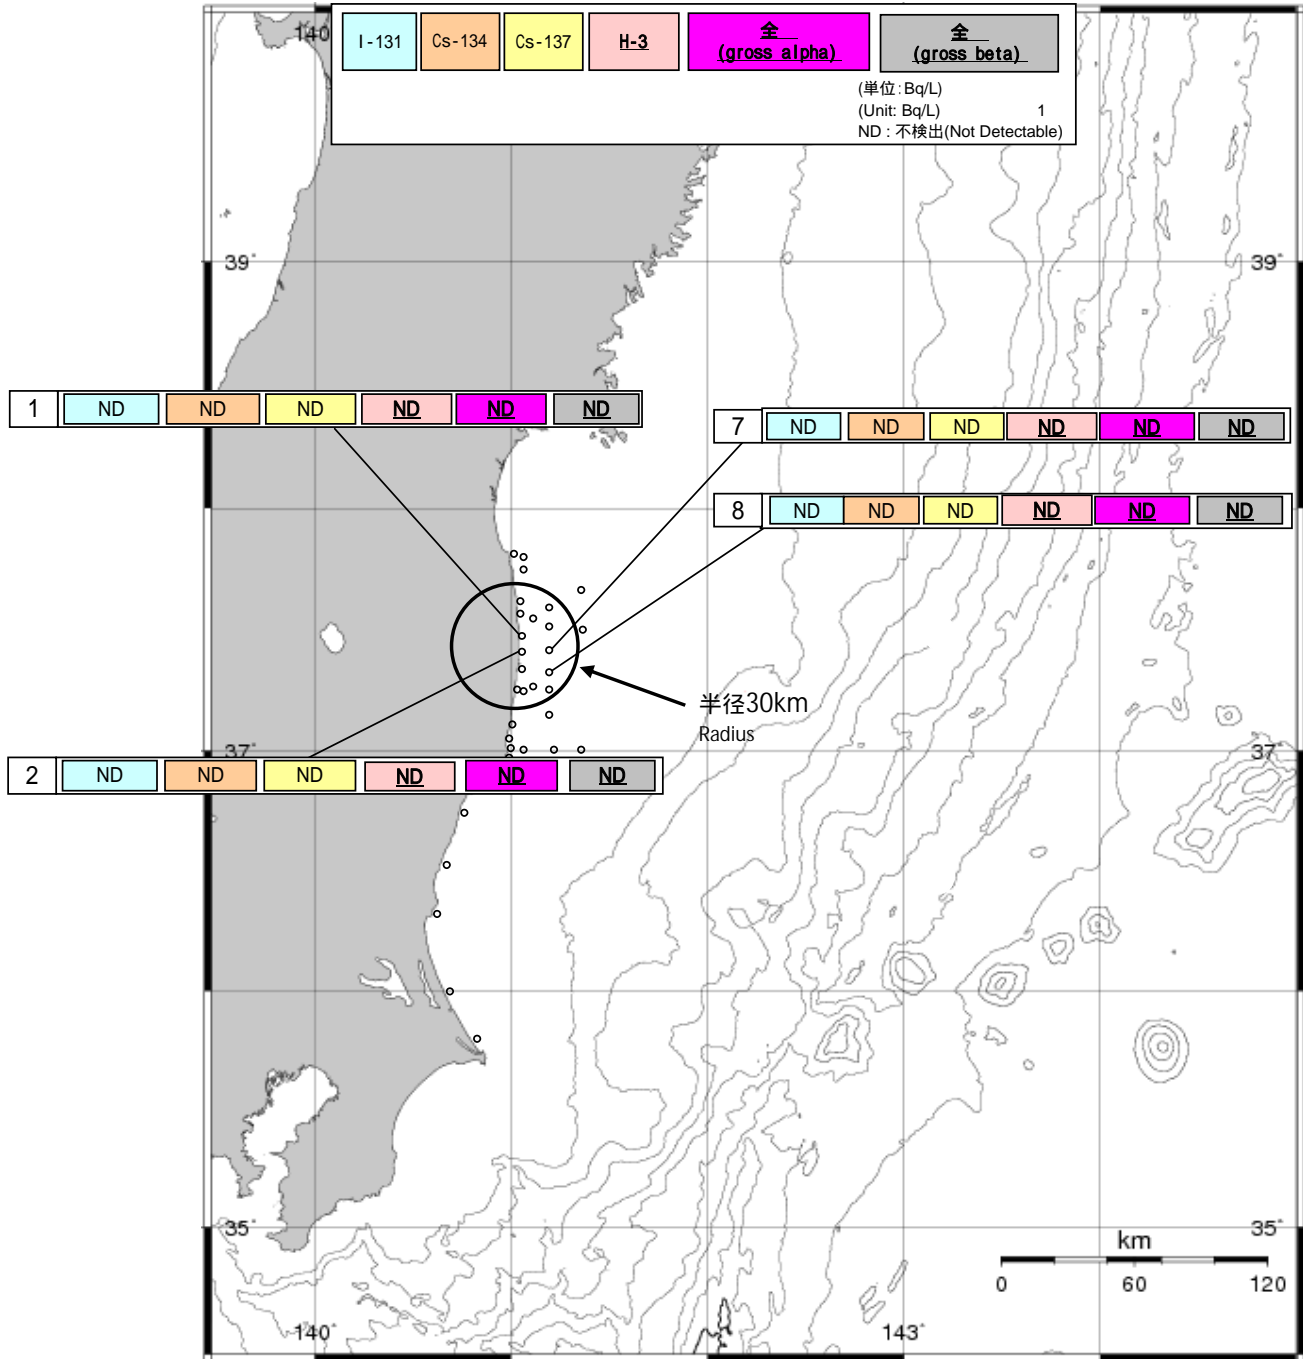 140
I-131 Cs-134 Cs-137 H-3 全 (gross alpha) 全 (gross beta)
(単位: Bq/L)
(Unit: Bq/L) 1
ND : 不検出(Not Detectable)
39° 39°
1 ND ND ND ND ND ND
7 ND ND ND ND ND ND
8 ND ND ND ND ND ND
半径30km
Radius
37° 37°
2 ND ND ND ND ND ND
35° 35°
km
0 60 120
140° 143°